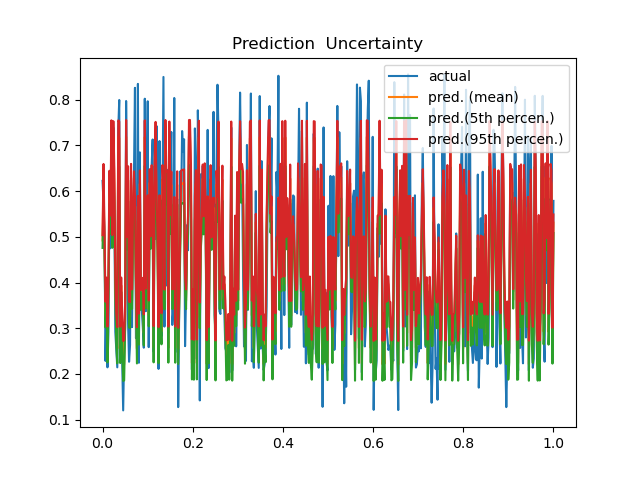 Prediction  Uncertainty
actual
pred. (mean)
pred.(5th percen.)
pred.(95th percen.)
0.8
0.7
0.6
0.5
0.4
0.3
0.2
0.1
0.0 0.2 0.4 0.6 0.8 1.0